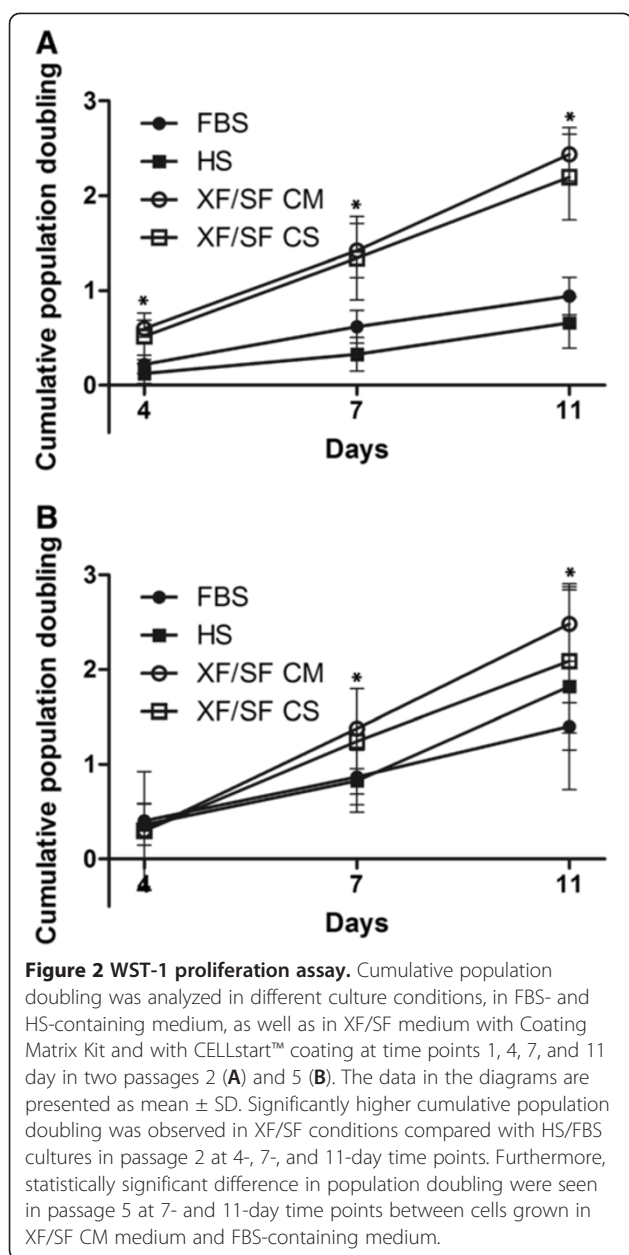 A
Cumulative population doubling
3
2
1
0
FBS
HS
XF/SF CM
XF/SF CS
*
*
*
4
7
11
Days
B
Cumulative population doubling
3
2
1
0
FBS
HS
XF/SF CM
XF/SF CS
*
*
4
7
11
Days
Figure 2 WST-1 proliferation assay. Cumulative population
doubling was analyzed in different culture conditions, in FBS- and
HS-containing medium, as well as in XF/SF medium with Coating
Matrix Kit and with CELLstart™ coating at time points 1, 4, 7, and 11
day in two passages 2 (A) and 5 (B). The data in the diagrams are
presented as mean ± SD. Significantly higher cumulative population
doubling was observed in XF/SF conditions compared with HS/FBS
cultures in passage 2 at 4-, 7-, and 11-day time points. Furthermore,
statistically significant difference in population doubling were seen
in passage 5 at 7- and 11-day time points between cells grown in
XF/SF CM medium and FBS-containing medium.